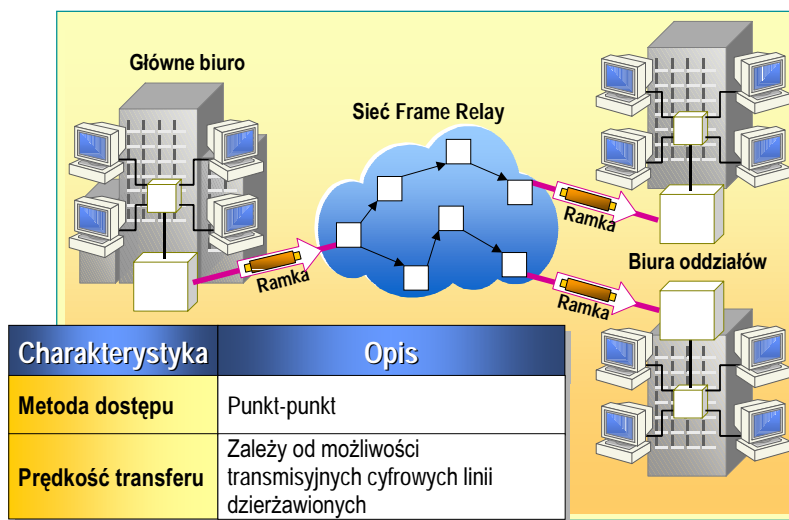 Główne biuro
Sieć Frame Relay
Ramka
Ramka
Ramka
Biura oddziałów
Charakterystyka Opis
Metoda dostępu Punkt-punkt
Prędkość transferu Zależy od możliwości
transmisyjnych cyfrowych linii
dzierżawionych